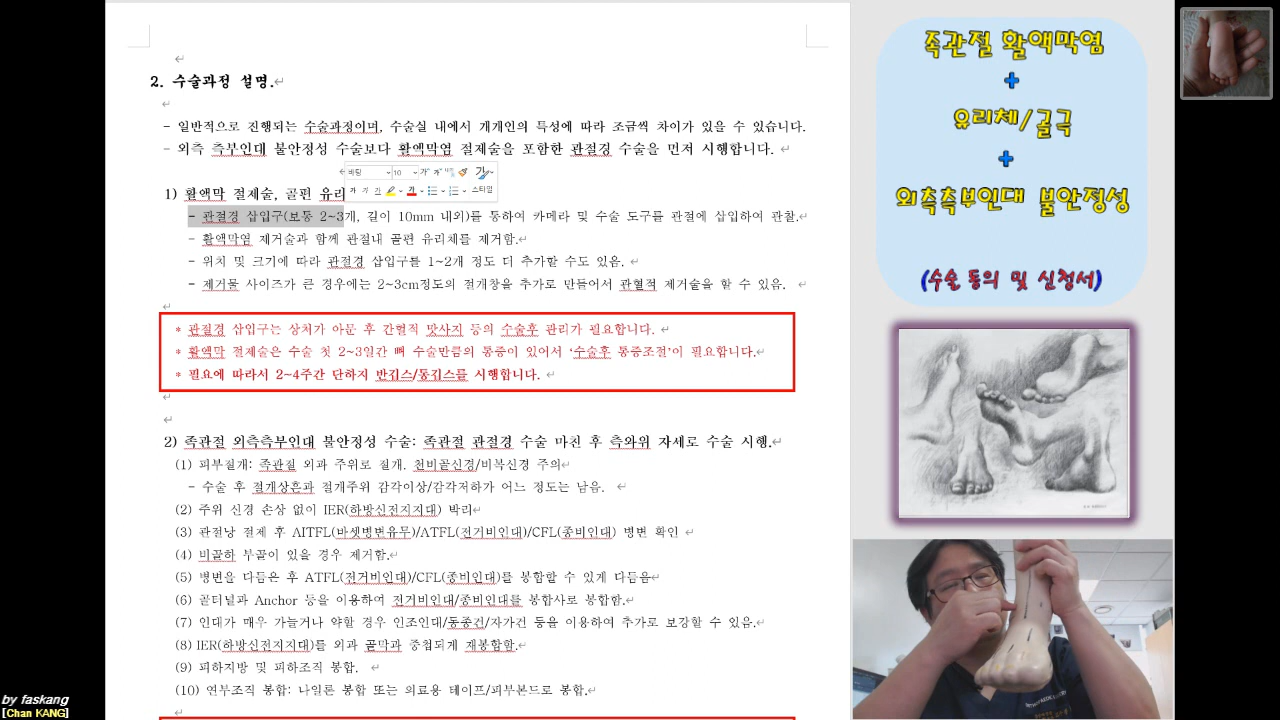 2. 수술과정 설명.
- 일반적으로 진행되는 수술과정이며, 수술실 내에서 개개인의 특성에 따라 조금씩 차이가 있을 수 있습니다.
- 외측 측부인대 불안정성 수술보다 활액막염 절제술을 포함한 관절경 수술을 먼저 시행합니다.
바탕 10 가 가
가 가 가 가 스타일
1) 활액막 절제술, 골편 유리
- 관절경 삽입구(보통 2~3개, 길이 10mm 내외)를 통하여 카메라 및 수술 도구를 관절에 삽입하여 관찰.
- 활액막염 제거술과 함께 관절내 골편 유리체를 제거함.
- 위치 및 크기에 따라 관절경 삽입구를 1~2개 정도 더 추가할 수도 있음.
- 제거물 사이즈가 큰 경우에는 2~3cm정도의 절개창을 추가로 만들어서 관혈적 제거술을 할 수 있음.
* 관절경 삽입구는 상처가 아문 후 간헐적 맛사지 등의 수술후 관리가 필요합니다.
* 활액막 절제술은 수술 첫 2~3일간 뼈 수술만큼의 통증이 있어서 '수술후 통증조절'이 필요합니다.
* 필요에 따라서 2~4주간 단하지 반깁스/통깁스를 시행합니다.
2) 족관절 외측측부인대 불안정성 수술: 족관절 관절경 수술 마친 후 측와위 자세로 수술 시행.
(1) 피부절개: 족관절 외과 주위로 절개. 천비골신경/비복신경 주의
- 수술 후 절개상흔과 절개주위 감각이상/감각저하가 어느 정도는 남음.
(2) 주위 신경 손상 없이 IER(하방신전지지대) 박리
(3) 관절낭 절제 후 AITFL(바셋병변유무)/ATFL(전거비인대)/CFL(종비인대) 병변 확인
(4) 비골하 부골이 있을 경우 제거함.
(5) 병변을 다듬은 후 ATFL(전거비인대)/CFL(종비인대)를 봉합할 수 있게 다듬음
(6) 골터널과 Anchor 등을 이용하여 전거비인대/종비인대를 봉합사로 봉합함.
(7) 인대가 매우 가늘거나 약할 경우 인조인대/동종건/자가건 등을 이용하여 추가로 보강할 수 있음.
(8) IER(하방신전지지대)를 외과 골막과 중첩되게 재봉합함.
(9) 피하지방 및 피하조직 봉합.
(10) 연부조직 봉합: 나일론 봉합 또는 의료용 테이프/피부본드로 봉합.
족관절 활액막염
+
유리체/골극
+
외측측부인대 불안정성
(수술 동의 및 신청서)
by faskang
[Chan KANG]